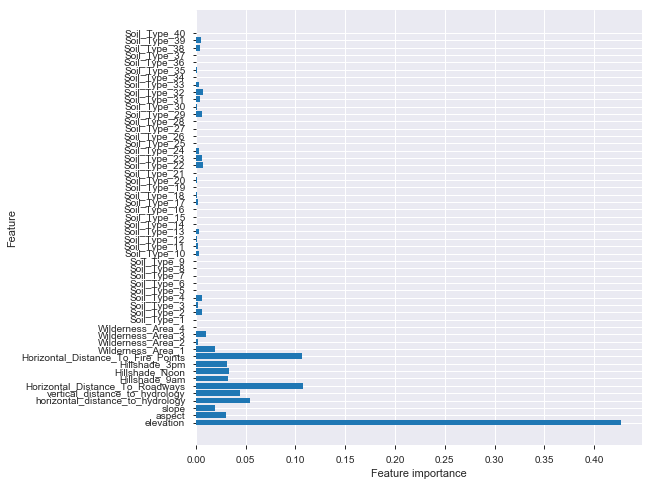 Soil_Type_40
Soil_Type_39
Soil_Type_38
Soil_Type_37
Soil_Type_36
Soil_Type_35
Soil_Type_34
Soil_Type_33
Soil_Type_32
Soil_Type_31
Soil_Type_30
Soil_Type_29
Soil_Type_28
Soil_Type_27
Soil_Type_26
Soil_Type_25
Soil_Type_24
Soil_Type_23
Soil_Type_22
Soil_Type_21
Soil_Type_20
Soil_Type_19
Soil_Type_18
Soil_Type_17
Soil_Type_16
Soil_Type_15
Soil_Type_14
Soil_Type_13
Soil_Type_12
Soil_Type_11
Soil_Type_10
Soil_Type_9
Soil_Type_8
Soil_Type_7
Soil_Type_6
Soil_Type_5
Soil_Type_4
Soil_Type_3
Soil_Type_2
Soil_Type_1
Wilderness_Area_4
Wilderness_Area_3
Wilderness_Area_2
Wilderness_Area_1
Horizontal_Distance_To_Fire_Points
Hillshade_3pm
Hillshade_Noon
Hillshade_9am
Horizontal_Distance_To_Roadways
vertical_distance_to_hydrology
horizontal_distance_to_hydrology
slope
aspect
elevation
Feature
0.00 0.05 0.10 0.15 0.20 0.25 0.30 0.35 0.40
Feature importance